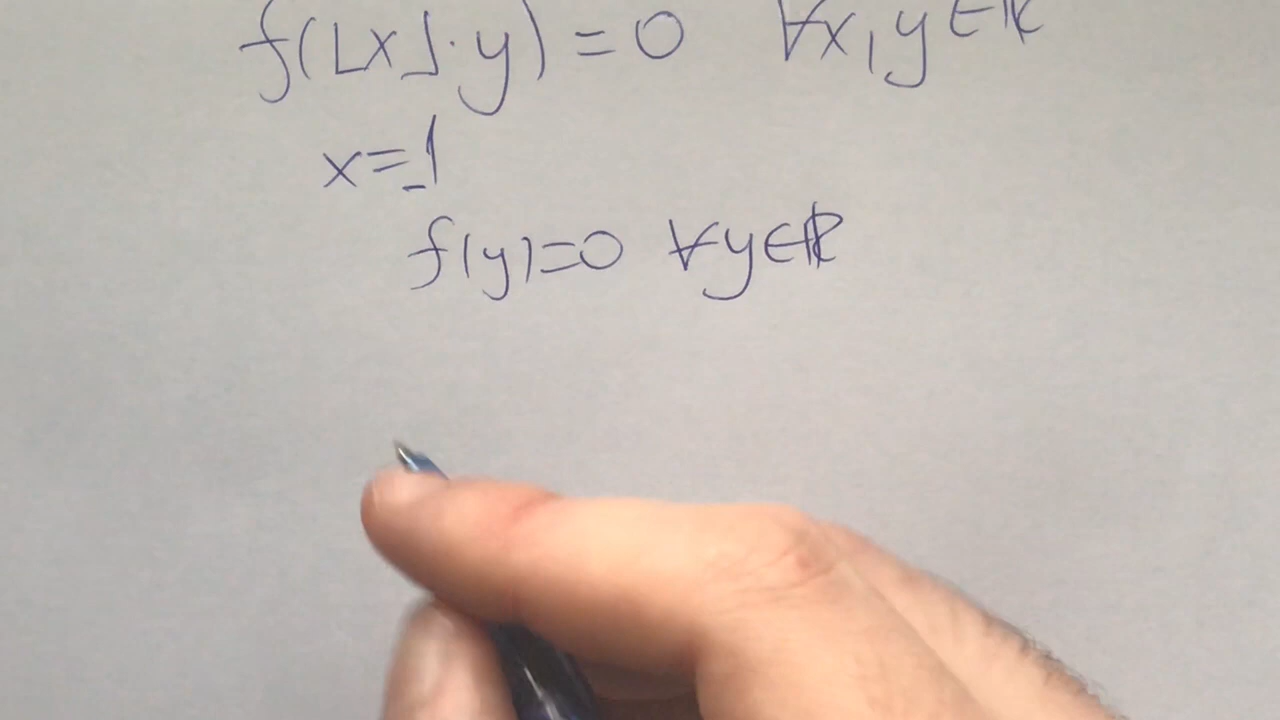 f(⌊x⌋·y) = 0 ∀x,y∈ℝ
x=1
f(y)=0 ∀y∈ℝ